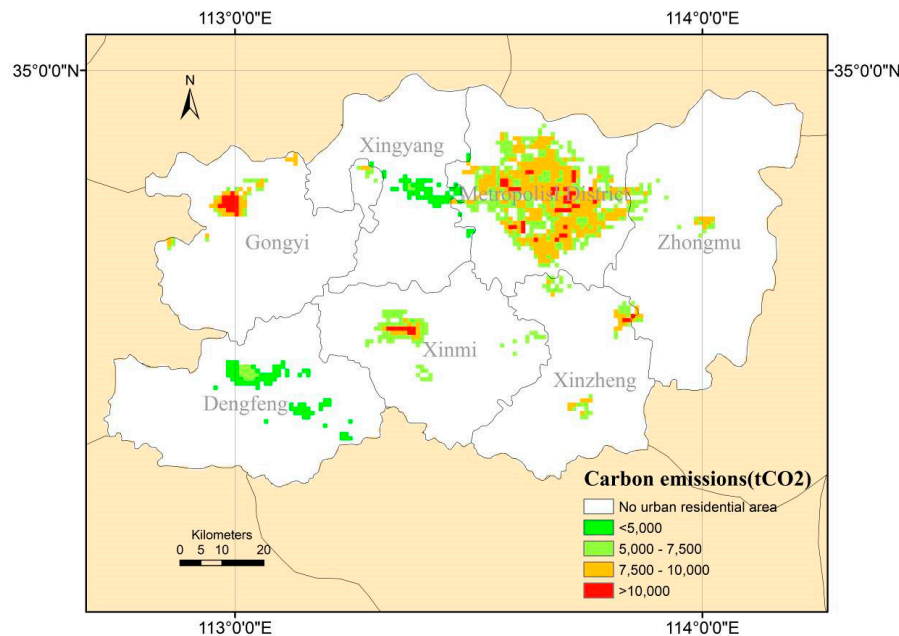 113°0'0"E
114°0'0"E
35°0'0"N
35°0'0"N
N
Xingyang
Metropolisl District
Gongyi
Zhongmu
Xinmi
Xinzheng
Dengfeng
Carbon emissions(tCO2)
No urban residential area
<5,000
5,000 - 7,500
7,500 - 10,000
>10,000
Kilometers
0 5 10 20
113°0'0"E
114°0'0"E